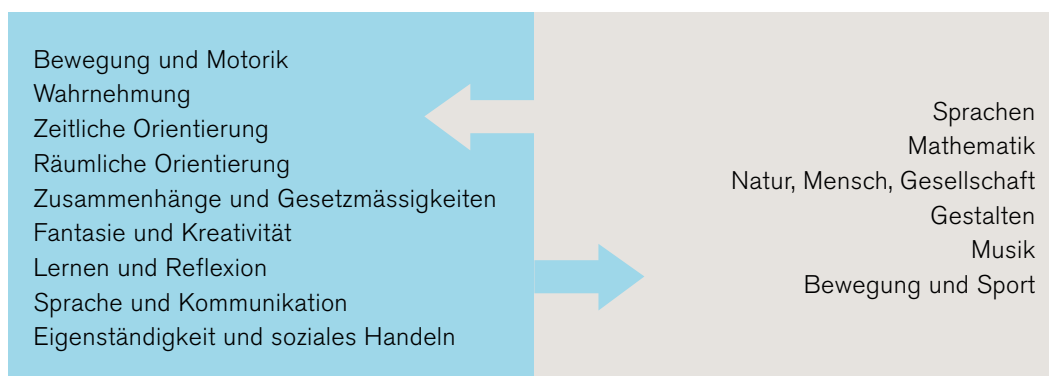 Bewegung und Motorik
Wahrnehmung
Zeitliche Orientierung
Räumliche Orientierung
Zusammenhänge und Gesetzmässigkeiten
Fantasie und Kreativität
Lernen und Reflexion
Sprache und Kommunikation
Eigenständigkeit und soziales Handeln
Sprachen
Mathematik
Natur, Mensch, Gesellschaft
Gestalten
Musik
Bewegung und Sport